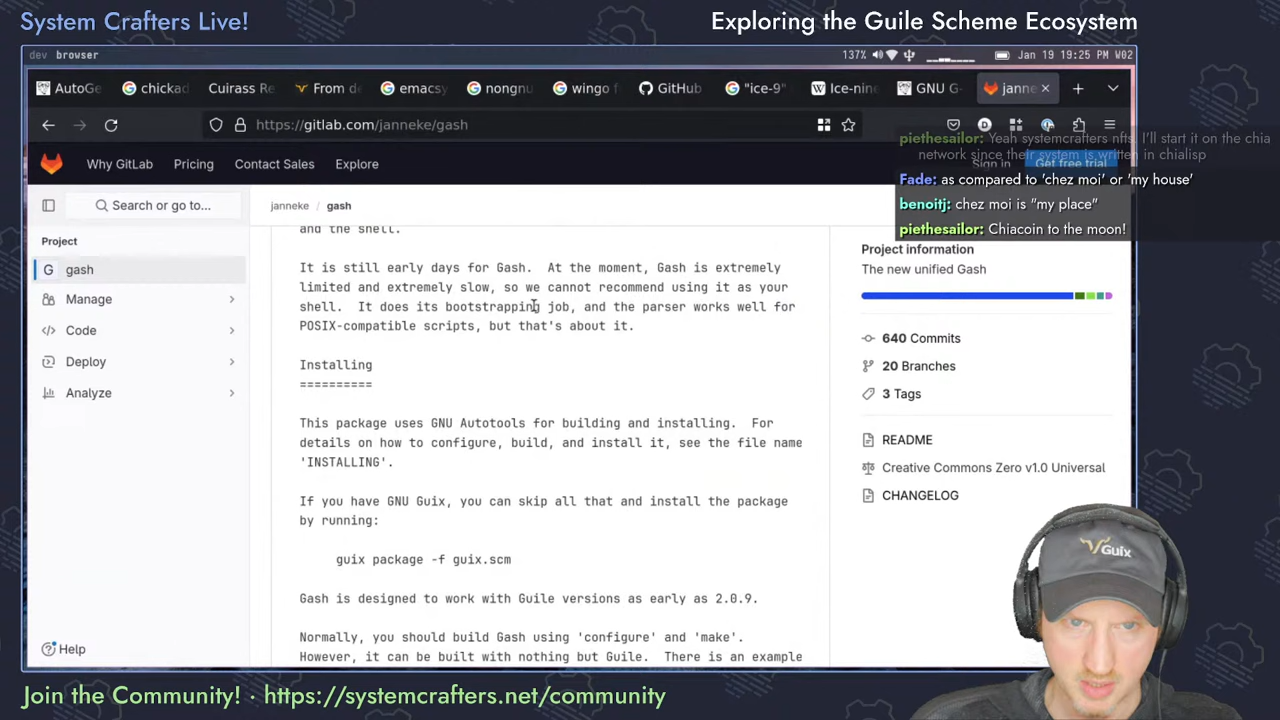 System Crafters Live!
Exploring the Guile Scheme Ecosystem
dev browser
137%
Jan 19 19:25 PM W02
AutoGe
chickad
Cuirass Re
From de
emacsy
nongnu
wingo f
GitHub
"ice-9"
Ice-nine
GNU G
janne
https://gitlab.com/janneke/gash
piethesailor: Yeah systemcrafters nfts. I'll start it on the chia
network since their system is written in chialisp
Why GitLab
Pricing
Contact Sales
Explore
Sign in
Get free trial
Fade: as compared to 'chez moi' or 'my house'
benoitj: chez moi is "my place"
piethesailor: Chiacoin to the moon!
Search or go to...
janneke
gash
Project
G gash
Manage
Code
Deploy
Analyze
Help
and the shell.
It is still early days for Gash. At the moment, Gash is extremely
limited and extremely slow, so we cannot recommend using it as your
shell. It does its bootstrapping job, and the parser works well for
POSIX-compatible scripts, but that's about it.
Installing
==========
This package uses GNU Autotools for building and installing. For
details on how to configure, build, and install it, see the file name
'INSTALLING'.
If you have GNU Guix, you can skip all that and install the package
by running:
guix package -f guix.scm
Gash is designed to work with Guile versions as early as 2.0.9.
Normally, you should build Gash using 'configure' and 'make'.
However, it can be built with nothing but Guile. There is an example
Project information
The new unified Gash
640 Commits
20 Branches
3 Tags
README
Creative Commons Zero v1.0 Universal
CHANGELOG
Guix
Join the Community! · https://systemcrafters.net/community